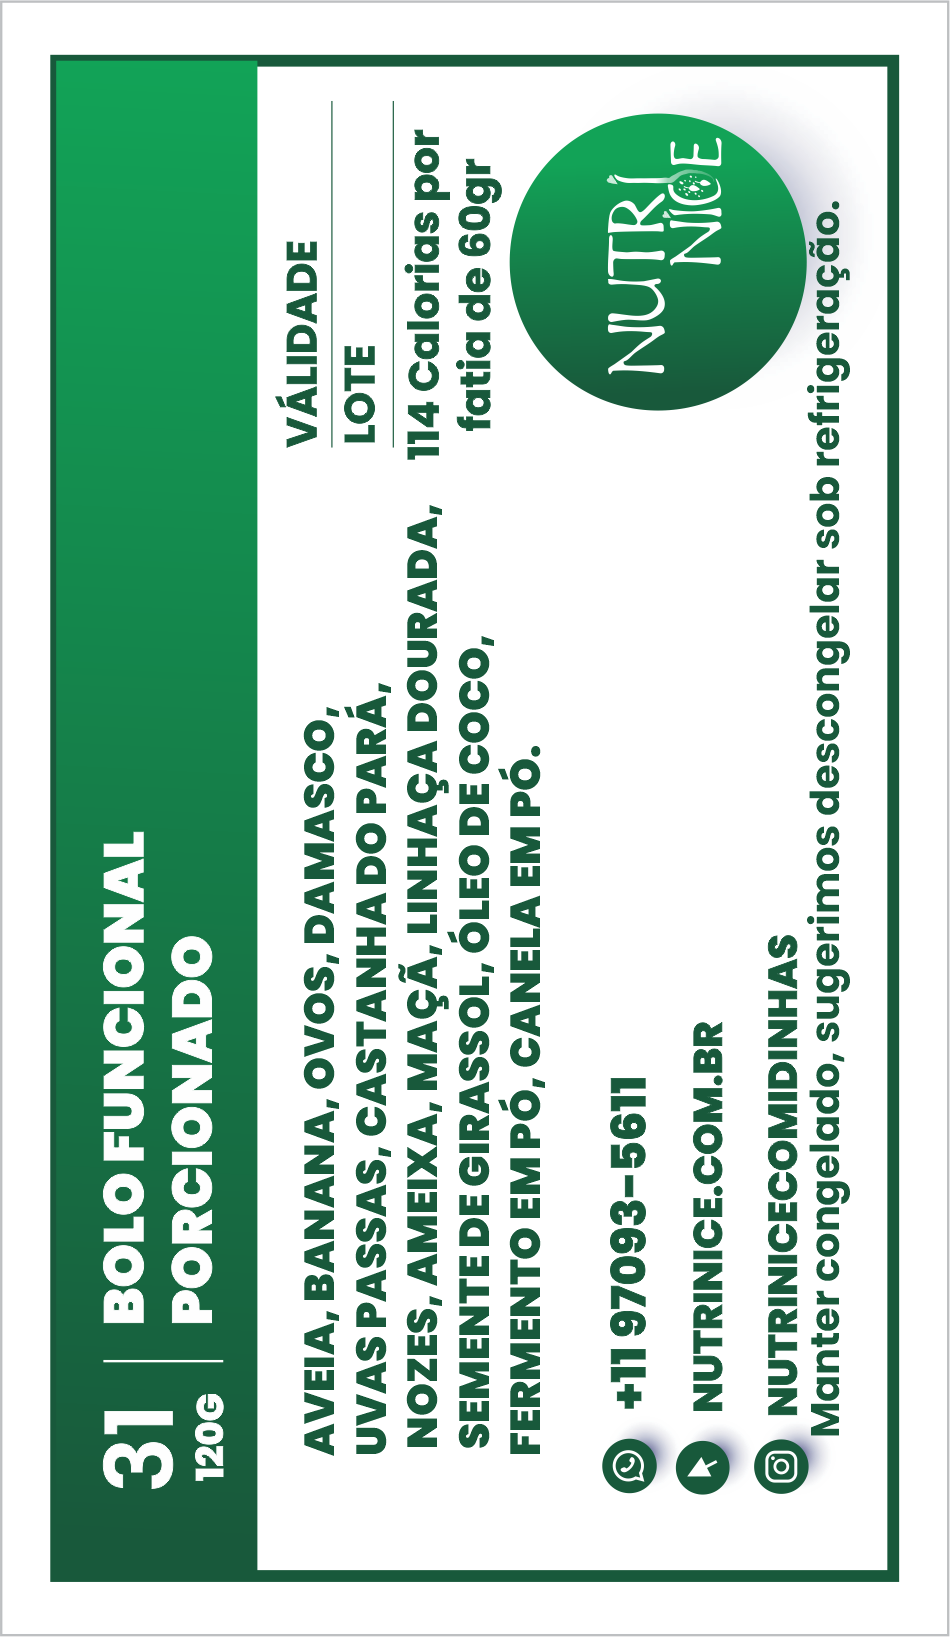 31
120G
BOLO FUNCIONAL
PORCIONADO
AVEIA, BANANA, OVOS, DAMASCO,
UVAS PASSAS, CASTANHA DO PARÁ,
NOZES, AMEIXA, MAÇÃ, LINHAÇA DOURADA,
SEMENTE DE GIRASSOL, ÓLEO DE COCO,
FERMENTO EM PÓ, CANELA EM PÓ.
VÁLIDADE
LOTE
114 Calorias por
fatia de 60gr
+11 97093-5611
NUTRINICE.COM.BR
NUTRINICECOMIDINHAS
NUTRI
NICE
Manter congelado, sugerimos descongelar sob refrigeração.